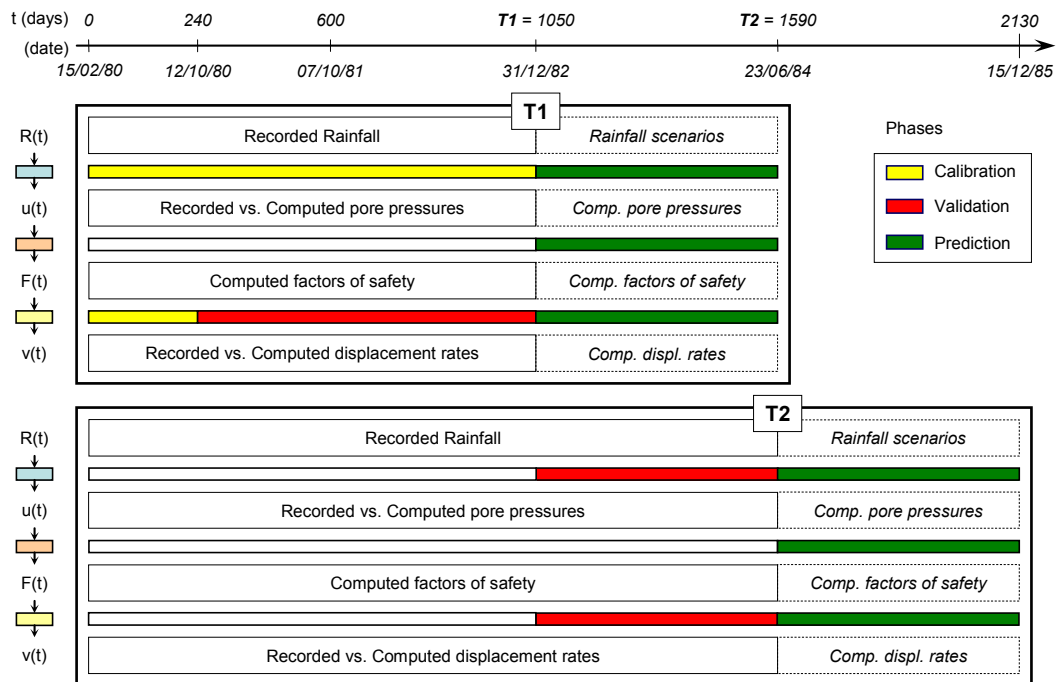 t (days) 0 240 600 T1 = 1050 T2 = 1590 2130
(date)
15/02/80 12/10/80 07/10/81 31/12/82 23/06/84 15/12/85
T1
R(t) Recorded Rainfall Rainfall scenarios
u(t) Recorded vs. Computed pore pressures Comp. pore pressures
F(t) Computed factors of safety Comp. factors of safety
v(t) Recorded vs. Computed displacement rates Comp. displ. rates
Phases
Calibration
Validation
Prediction
T2
R(t) Recorded Rainfall Rainfall scenarios
u(t) Recorded vs. Computed pore pressures Comp. pore pressures
F(t) Computed factors of safety Comp. factors of safety
v(t) Recorded vs. Computed displacement rates Comp. displ. rates